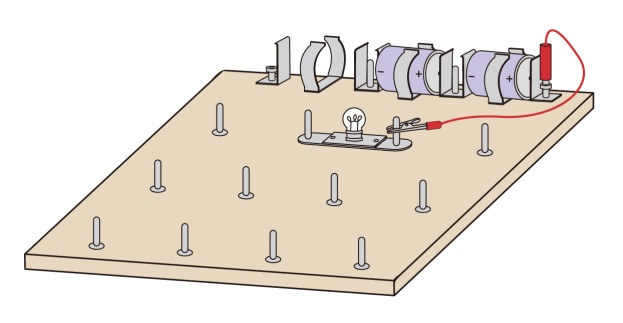 − + − +